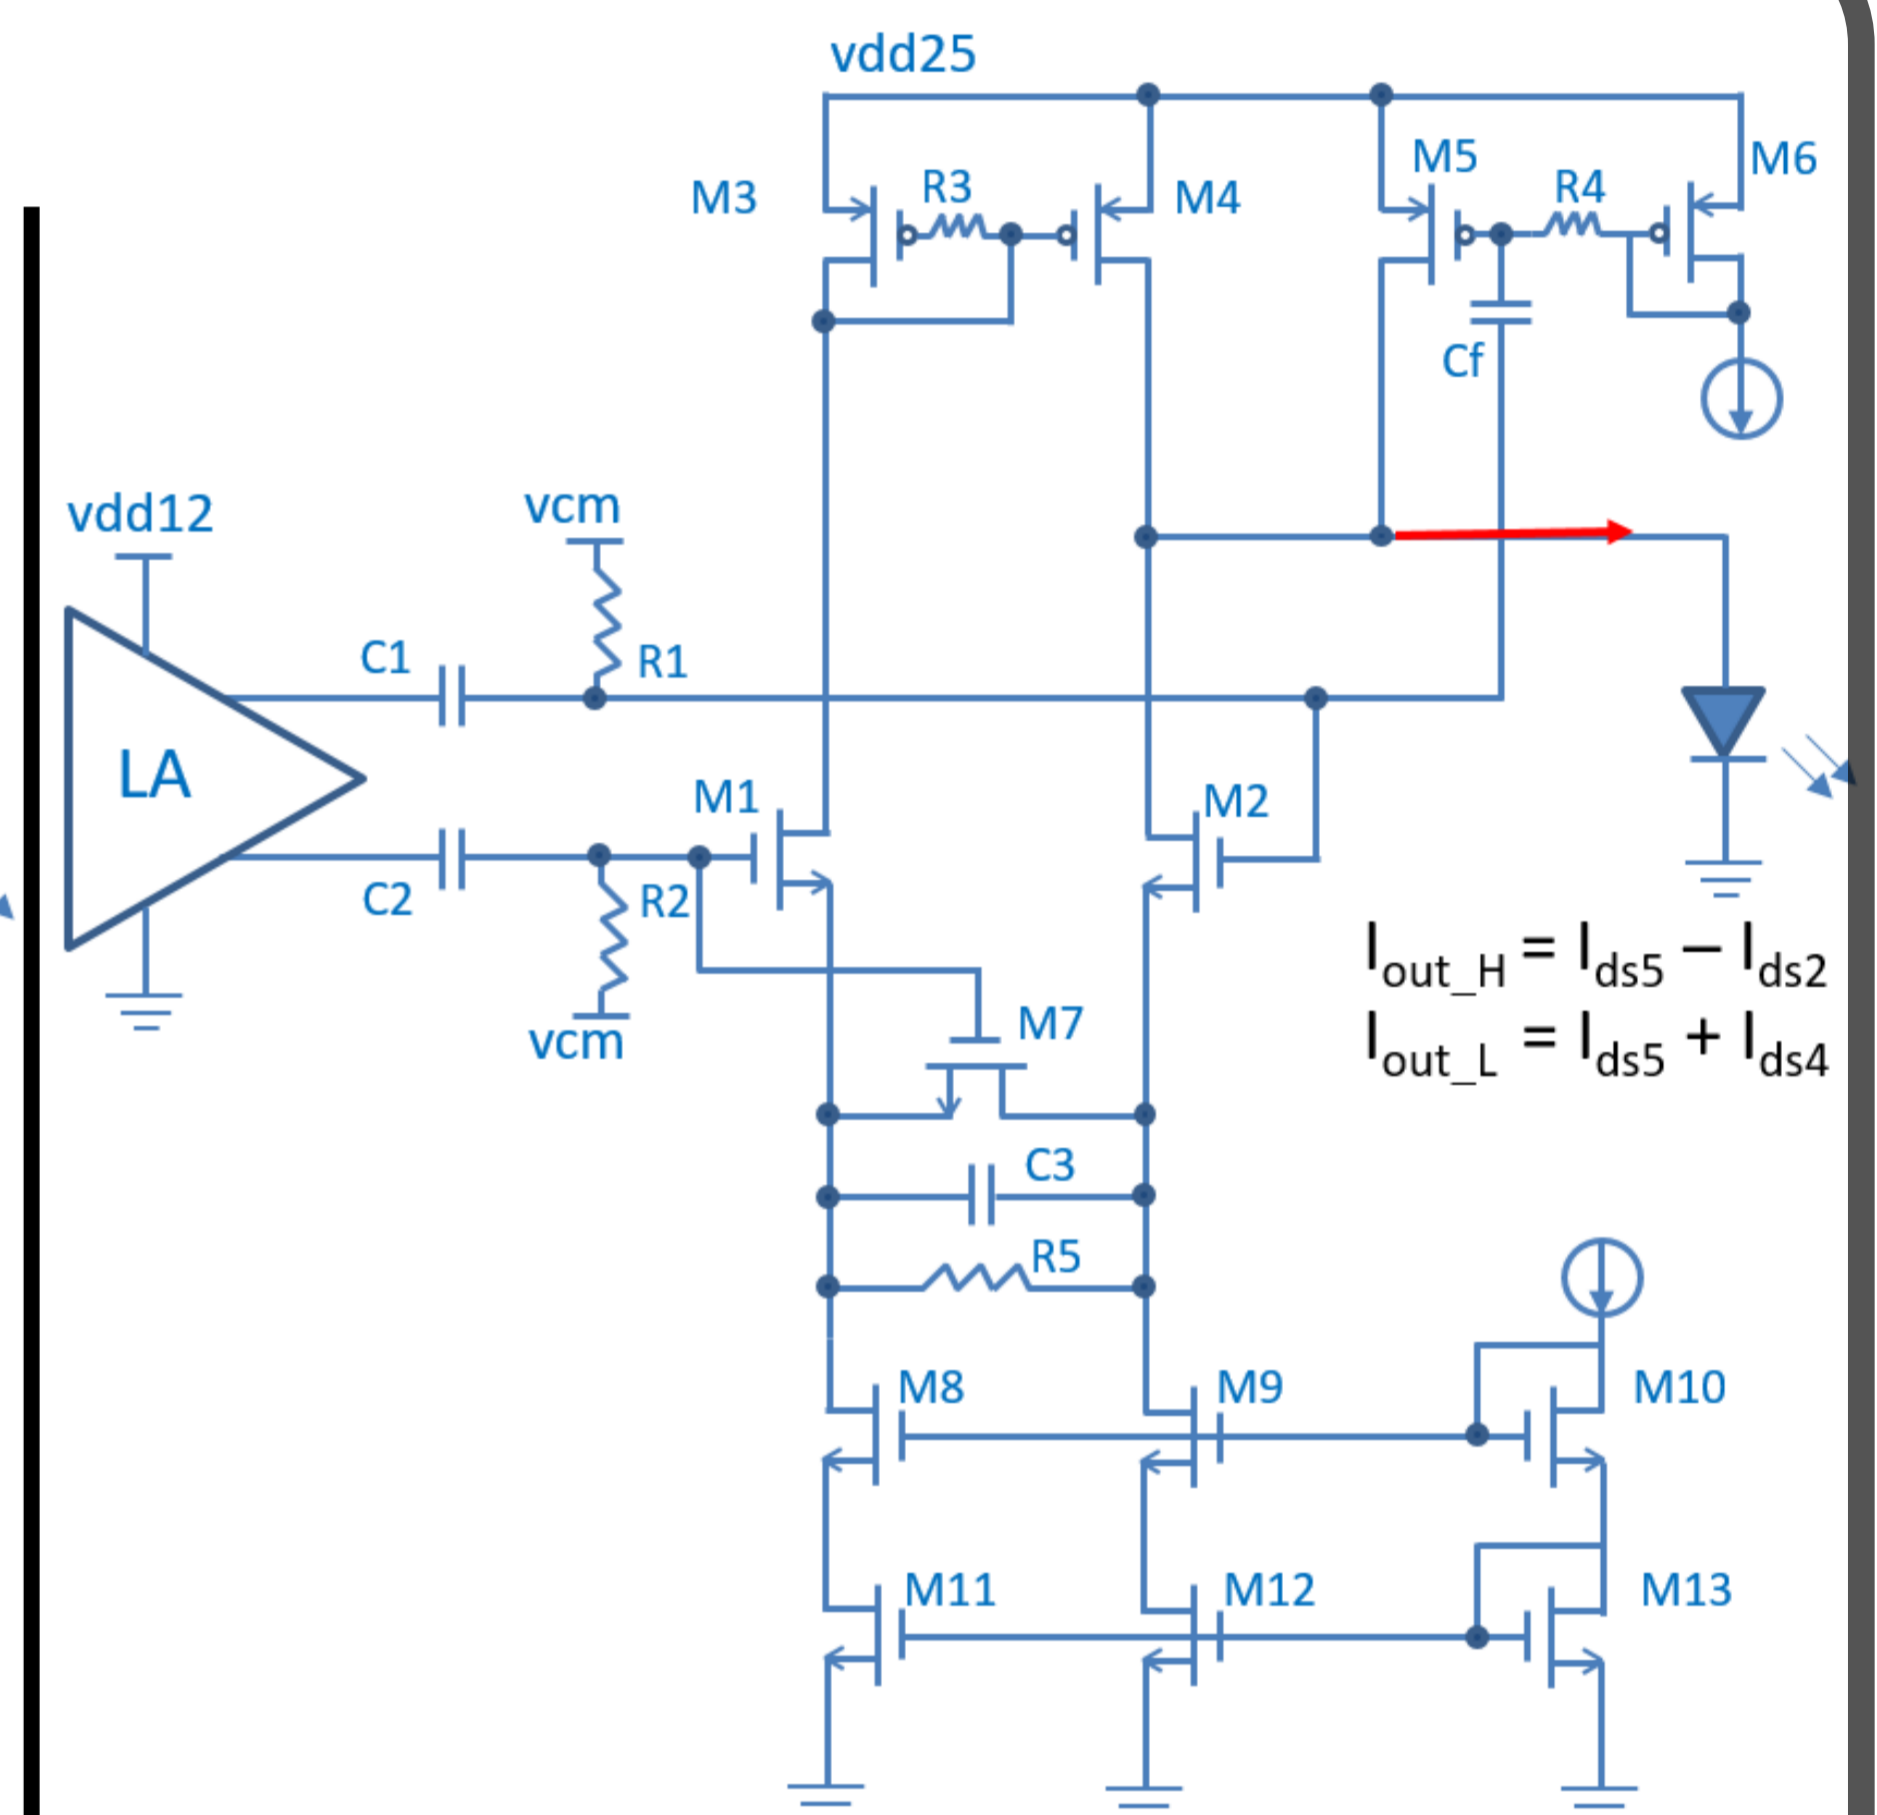 vdd25
M3
R3
M4
M5
R4
M6
Cf
vdd12
vcm
C1
R1
LA
M1
M2
C2
R2
vcm
M7
I_out_H = I_ds5 – I_ds2
I_out_L = I_ds5 + I_ds4
C3
R5
M8
M9
M10
M11
M12
M13